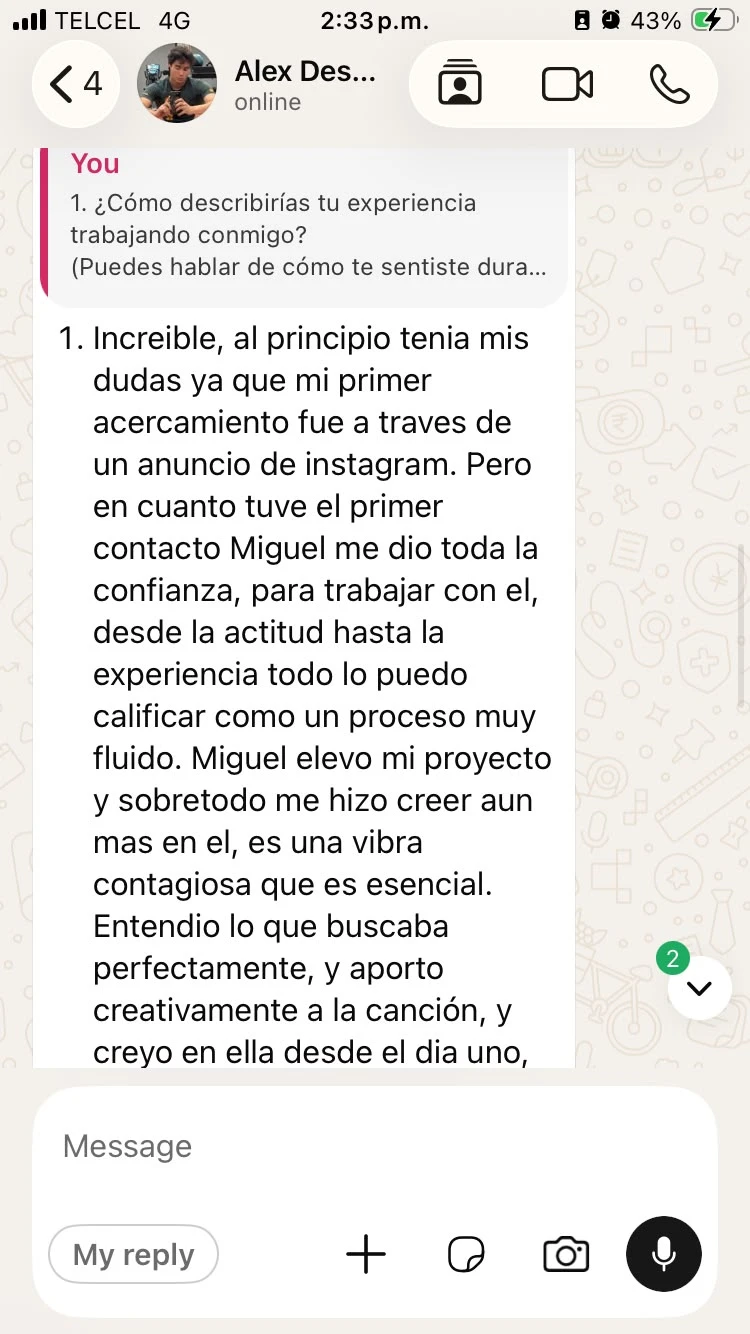 TELCEL 4G 2:33 p.m. 43%
4 Alex Des...
online
You
1. ¿Cómo describirías tu experiencia
trabajando conmigo?
(Puedes hablar de cómo te sentiste dura...
1. Increible, al principio tenia mis
dudas ya que mi primer
acercamiento fue a traves de
un anuncio de instagram. Pero
en cuanto tuve el primer
contacto Miguel me dio toda la
confianza, para trabajar con el,
desde la actitud hasta la
experiencia todo lo puedo
calificar como un proceso muy
fluido. Miguel elevo mi proyecto
y sobretodo me hizo creer aun
mas en el, es una vibra
contagiosa que es esencial.
Entendio lo que buscaba
perfectamente, y aporto
creativamente a la canción, y
creyo en ella desde el dia uno,
2
Message
My reply